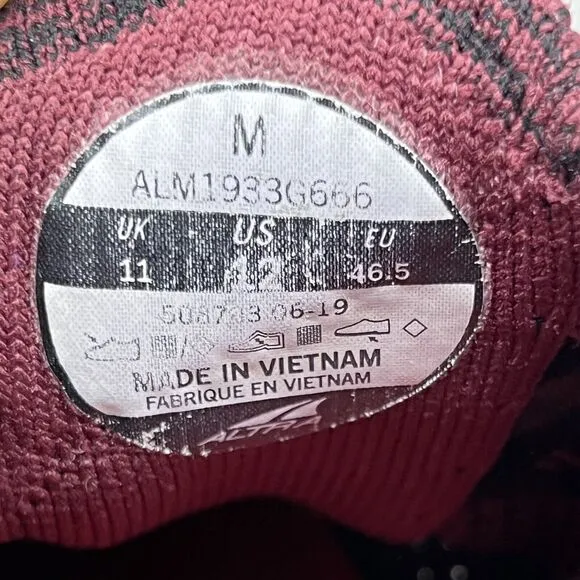 M
ALM1933G666
UK US EU
11 12 46.5
06-19
MADE IN VIETNAM
FABRIQUE EN VIETNAM
ALTRA